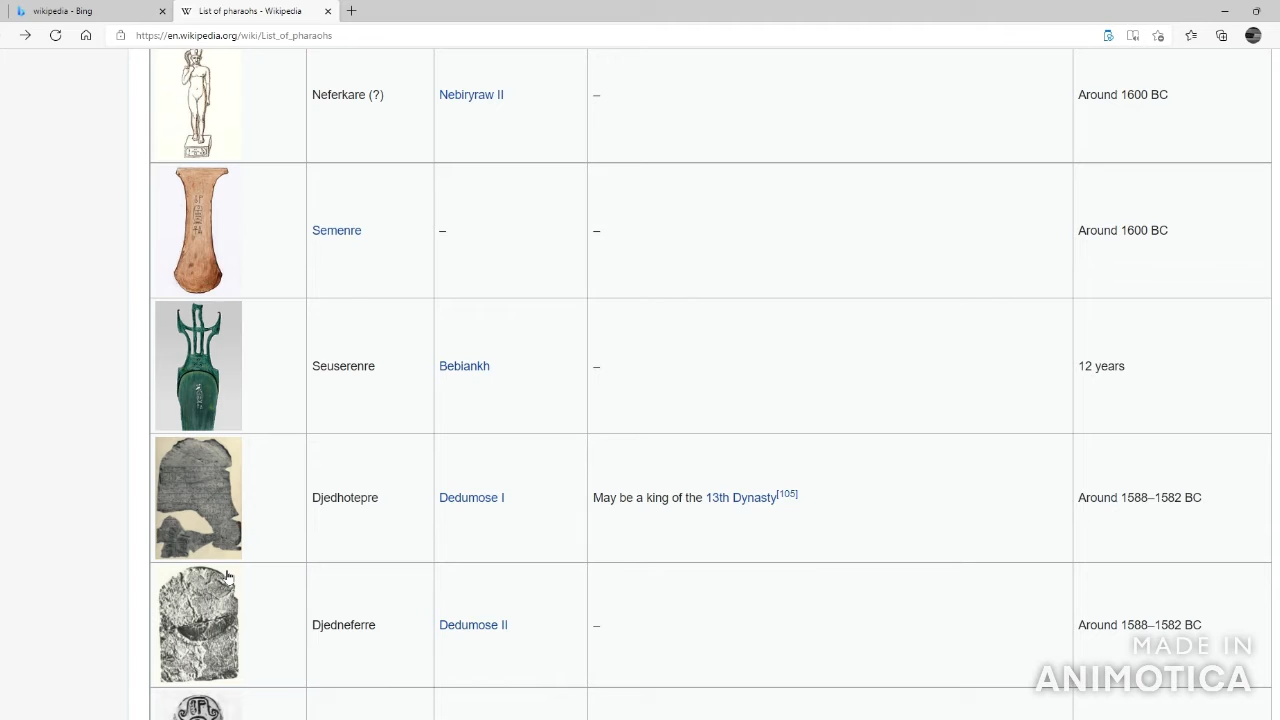 wikipedia - Bing
List of pharaohs - Wikipedia
https://en.wikipedia.org/wiki/List_of_pharaohs
Neferkare (?) Nebiryraw II – Around 1600 BC
Semenre – – Around 1600 BC
Seuserenre Bebiankh – 12 years
Djedhotepre Dedumose I May be a king of the 13th Dynasty[105] Around 1588–1582 BC
Djedneferre Dedumose II – Around 1588–1582 BC
MADE IN
ANIMOTICA